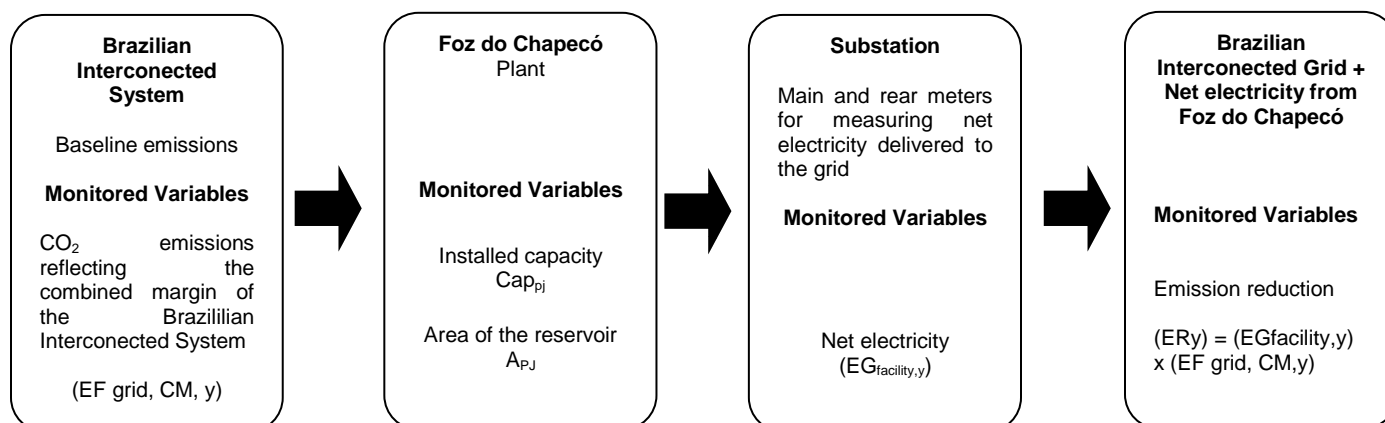 Brazilian
Interconected
System
Baseline emissions
Monitored Variables
CO₂ emissions
reflecting the
combined margin of
the Brazililian
Interconected System
(EF grid, CM, y)
Foz do Chapecó
Plant
Monitored Variables
Installed capacity
Cappj
Area of the reservoir
APJ
Substation
Main and rear meters
for measuring net
electricity delivered to
the grid
Monitored Variables
Net electricity
(EGfacility,y)
Brazilian
Interconected Grid +
Net electricity from
Foz do Chapecó
Monitored Variables
Emission reduction
(ERy) = (EGfacility,y)
x (EF grid, CM,y)